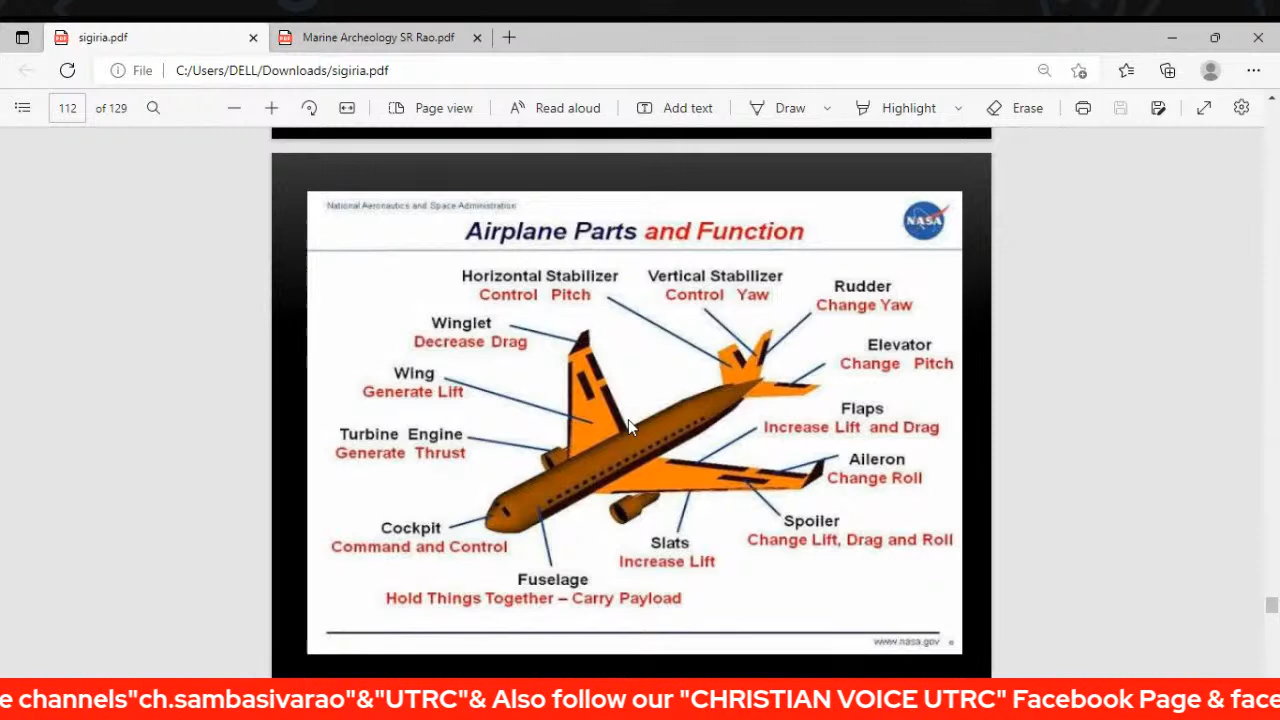 sigiria.pdf
Marine Archeology SR Rao.pdf
File
C:/Users/DELL/Downloads/sigiria.pdf
112 of 129
Page view
Read aloud
Add text
Draw
Highlight
Erase
National Aeronautics and Space Administration
NASA
Airplane Parts and Function
Horizontal Stabilizer
Control Pitch
Vertical Stabilizer
Control Yaw
Rudder
Change Yaw
Winglet
Decrease Drag
Elevator
Change Pitch
Wing
Generate Lift
Flaps
Increase Lift and Drag
Turbine Engine
Generate Thrust
Aileron
Change Roll
Cockpit
Command and Control
Spoiler
Change Lift, Drag and Roll
Slats
Increase Lift
Fuselage
Hold Things Together – Carry Payload
www.nasa.gov
e channels"ch.sambasivarao"&"UTRC"& Also follow our "CHRISTIAN VOICE UTRC" Facebook Page & face